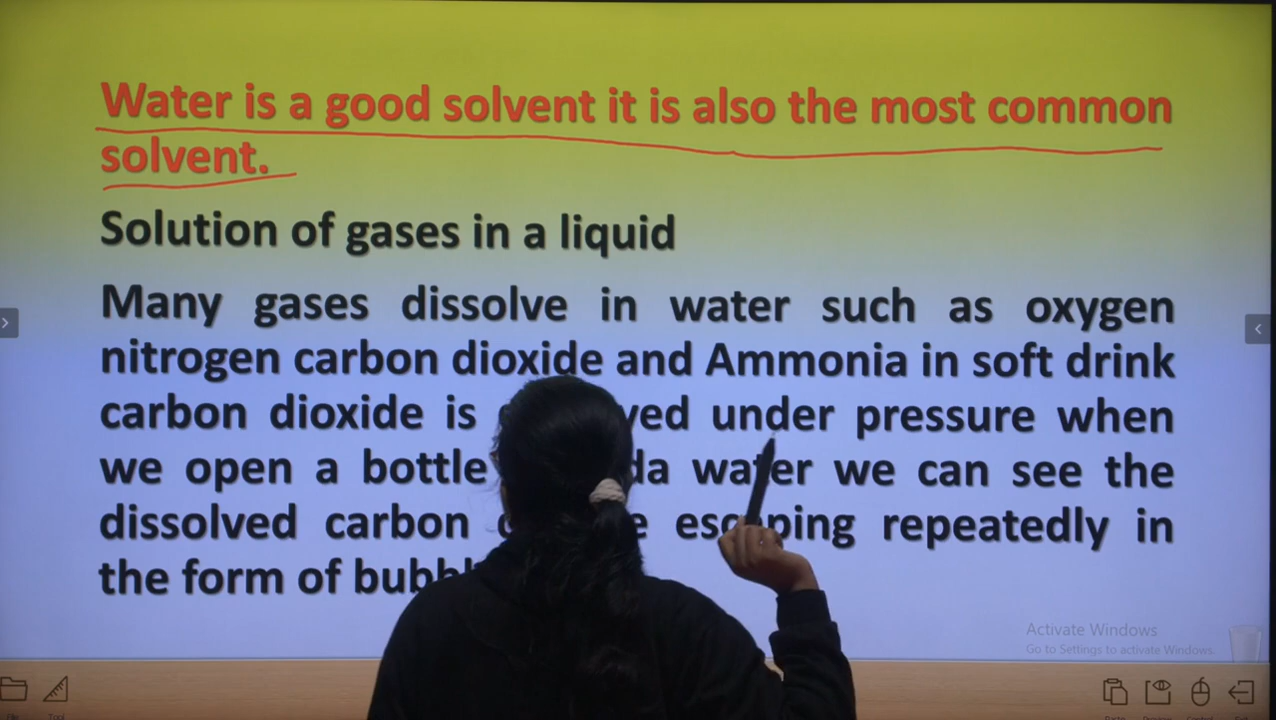 Water is a good solvent it is also the most common
solvent.
Solution of gases in a liquid
Many gases dissolve in water such as oxygen
nitrogen carbon dioxide and Ammonia in soft drink
carbon dioxide is under pressure when
we open a bottle water we can see the
dissolved carbon escaping repeatedly in
the form of
Activate Windows
Go to Settings to activate Windows.